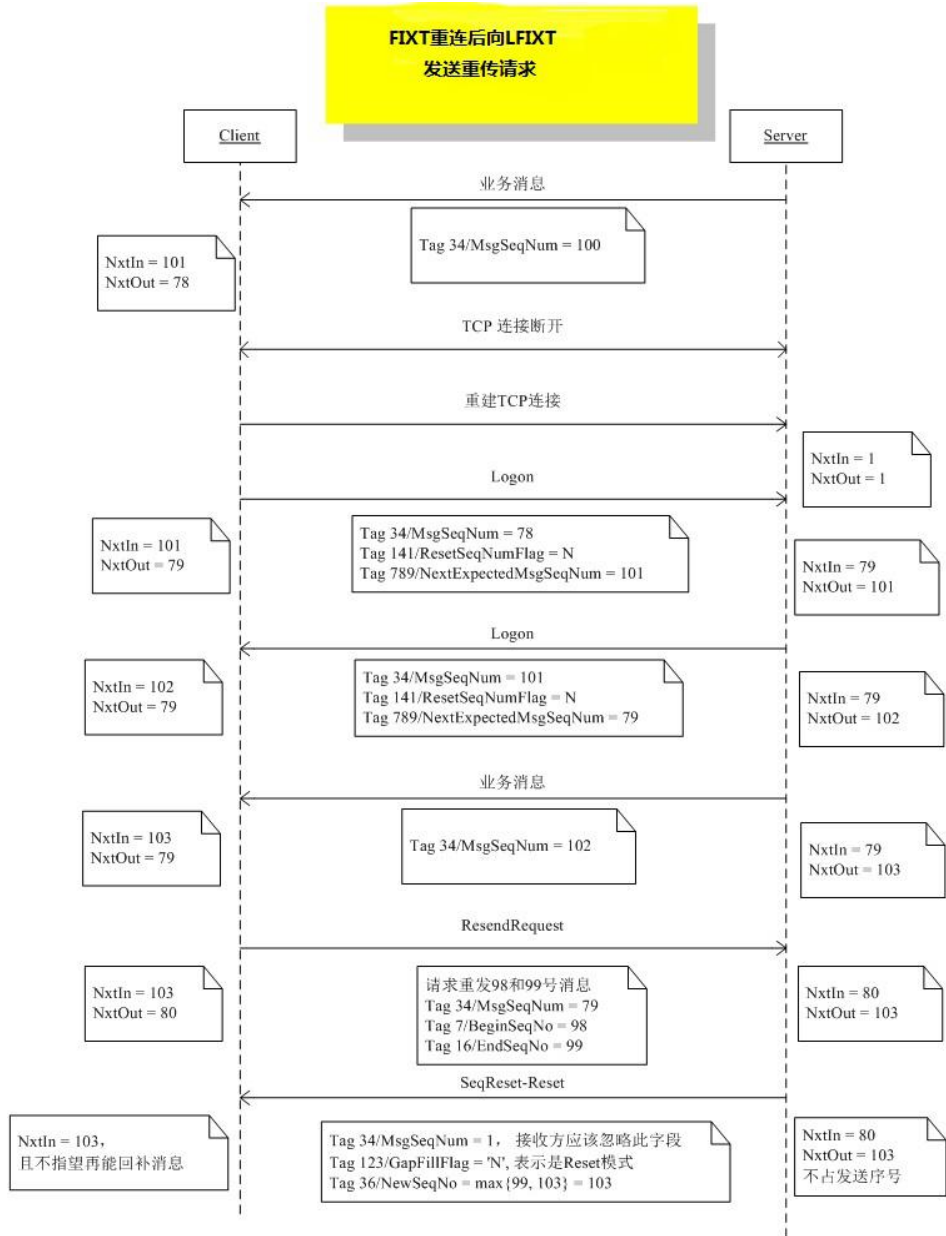 FIXT重连后向LFIXT
发送重传请求
Client
Server
业务消息
Tag 34/MsgSeqNum = 100
NxtIn = 101
NxtOut = 78
TCP 连接断开
重建TCP连接
NxtIn = 1
NxtOut = 1
Logon
Tag 34/MsgSeqNum = 78
Tag 141/ResetSeqNumFlag = N
Tag 789/NextExpectedMsgSeqNum = 101
NxtIn = 101
NxtOut = 79
NxtIn = 79
NxtOut = 101
Logon
Tag 34/MsgSeqNum = 101
Tag 141/ResetSeqNumFlag = N
Tag 789/NextExpectedMsgSeqNum = 79
NxtIn = 102
NxtOut = 79
NxtIn = 79
NxtOut = 102
业务消息
NxtIn = 103
NxtOut = 79
Tag 34/MsgSeqNum = 102
NxtIn = 79
NxtOut = 103
ResendRequest
NxtIn = 103
NxtOut = 80
请求重发98和99号消息
Tag 34/MsgSeqNum = 79
Tag 7/BeginSeqNo = 98
Tag 16/EndSeqNo = 99
NxtIn = 80
NxtOut = 103
SeqReset-Reset
NxtIn = 103，
且不指望再能回补消息
Tag 34/MsgSeqNum = 1， 接收方应该忽略此字段
Tag 123/GapFillFlag = 'N', 表示是Reset模式
Tag 36/NewSeqNo = max{99, 103} = 103
NxtIn = 80
NxtOut = 103
不占发送序号